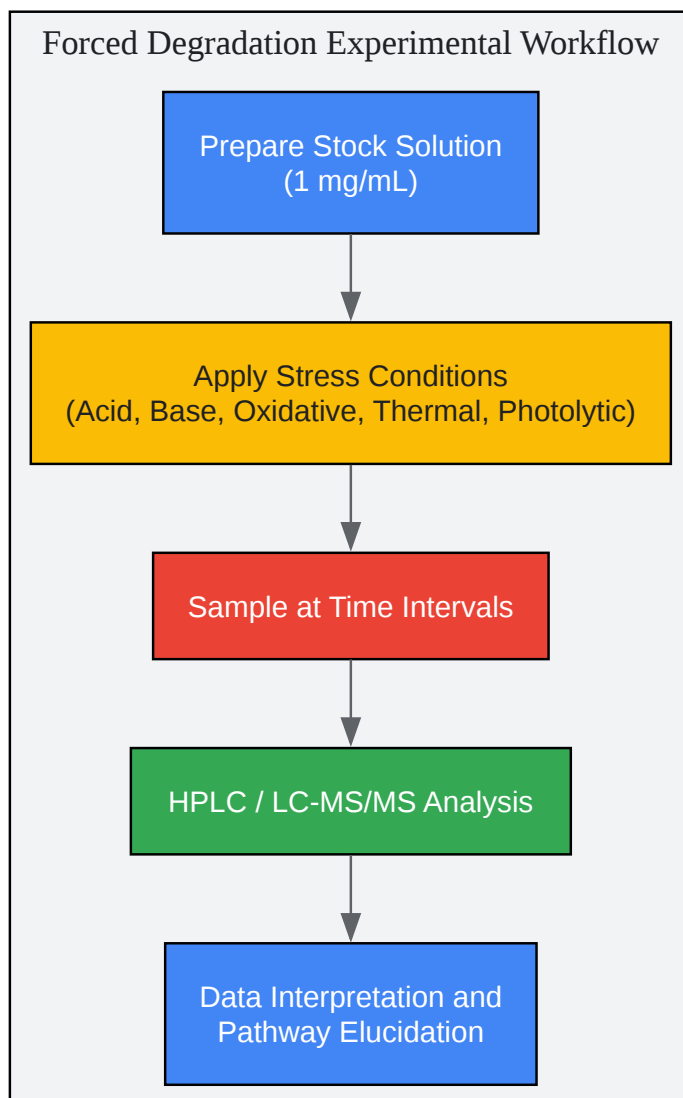 Forced Degradation Experimental Workflow
Prepare Stock Solution
(1 mg/mL)
Apply Stress Conditions
(Acid, Base, Oxidative, Thermal, Photolytic)
Sample at Time Intervals
HPLC / LC-MS/MS Analysis
Data Interpretation and
Pathway Elucidation